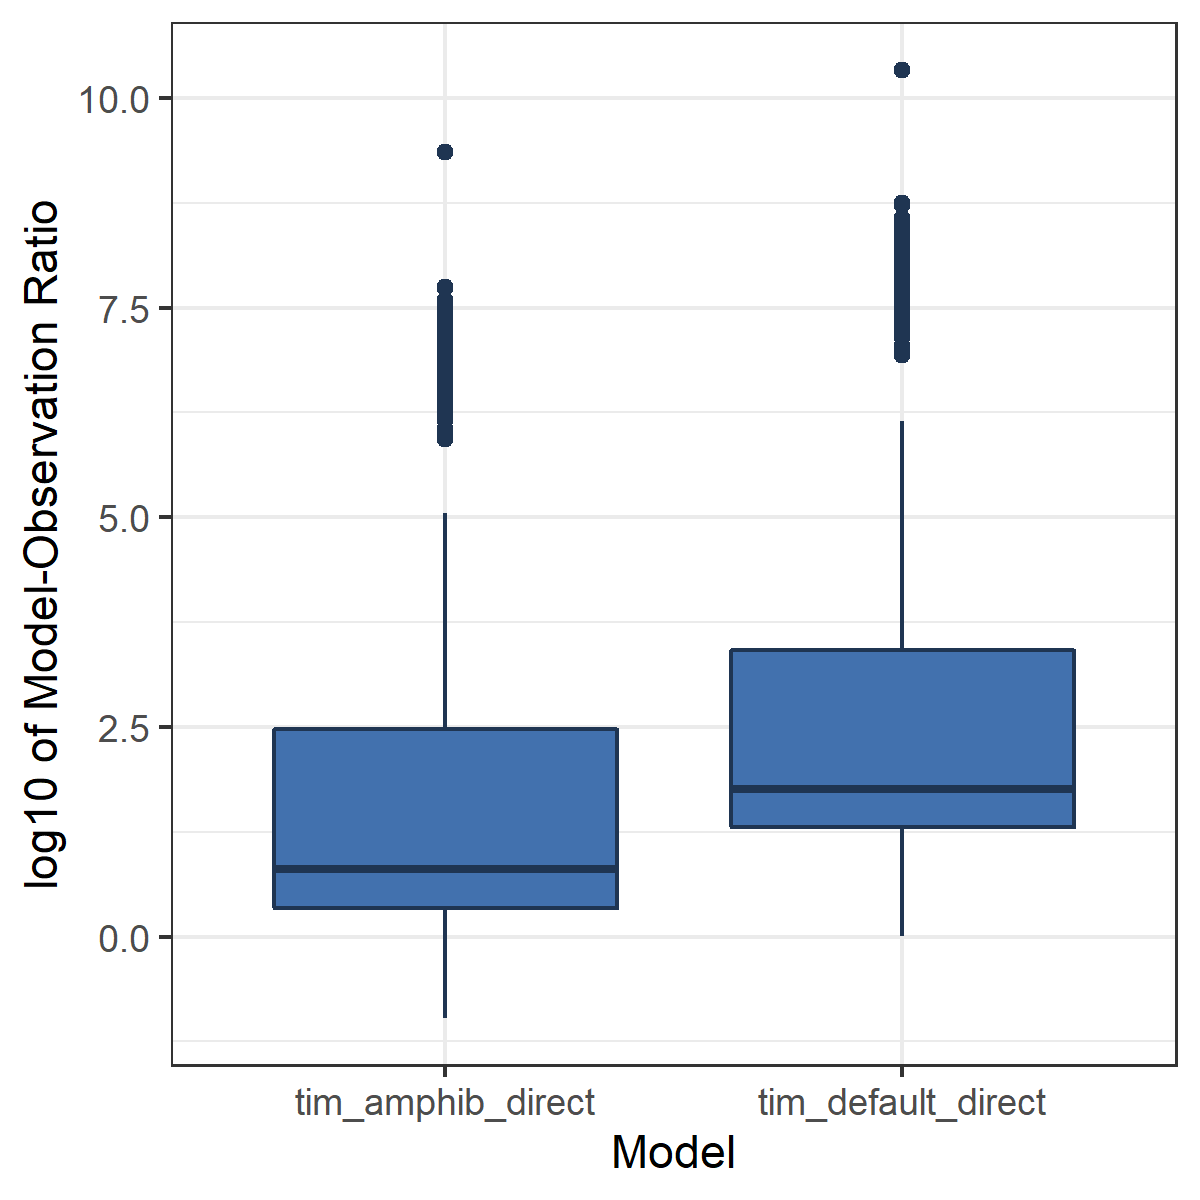 log10 of Model-Observation Ratio
10.0
7.5
5.0
2.5
0.0
tim_amphib_direct tim_default_direct
Model